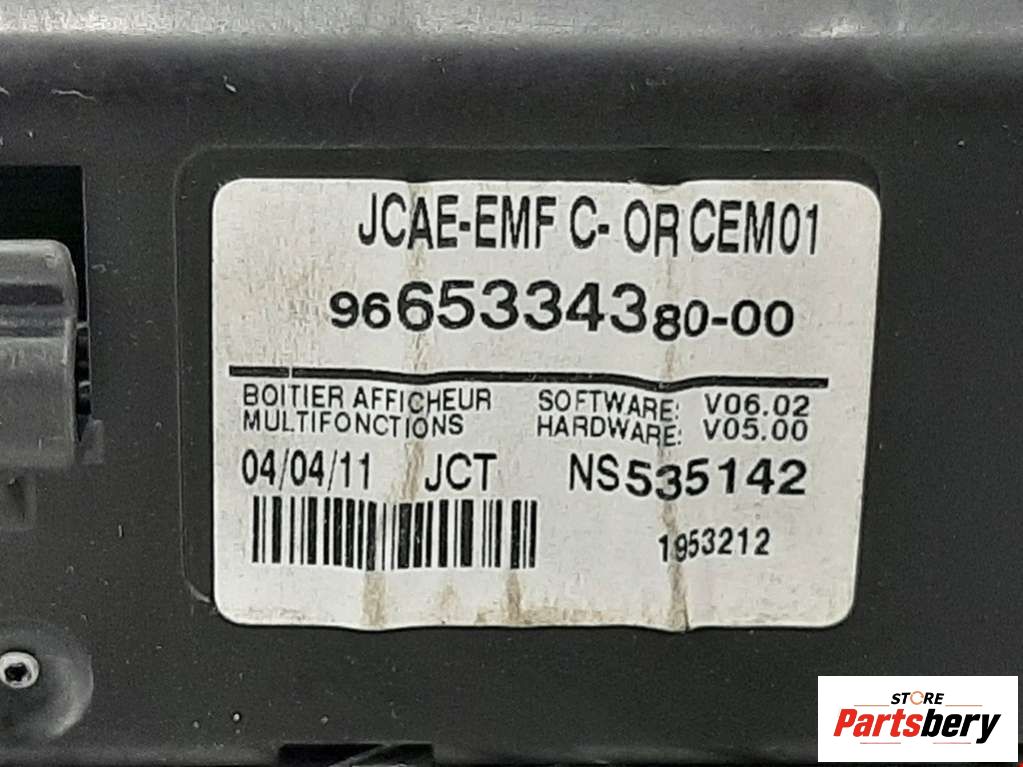 JCAE-EMF C- OR CEM01
9665334380-00
BOITIER AFFICHEUR SOFTWARE: V06.02
MULTIFONCTIONS HARDWARE: V05.00
04/04/11 JCT NS535142
1953212
STORE
Partsbery